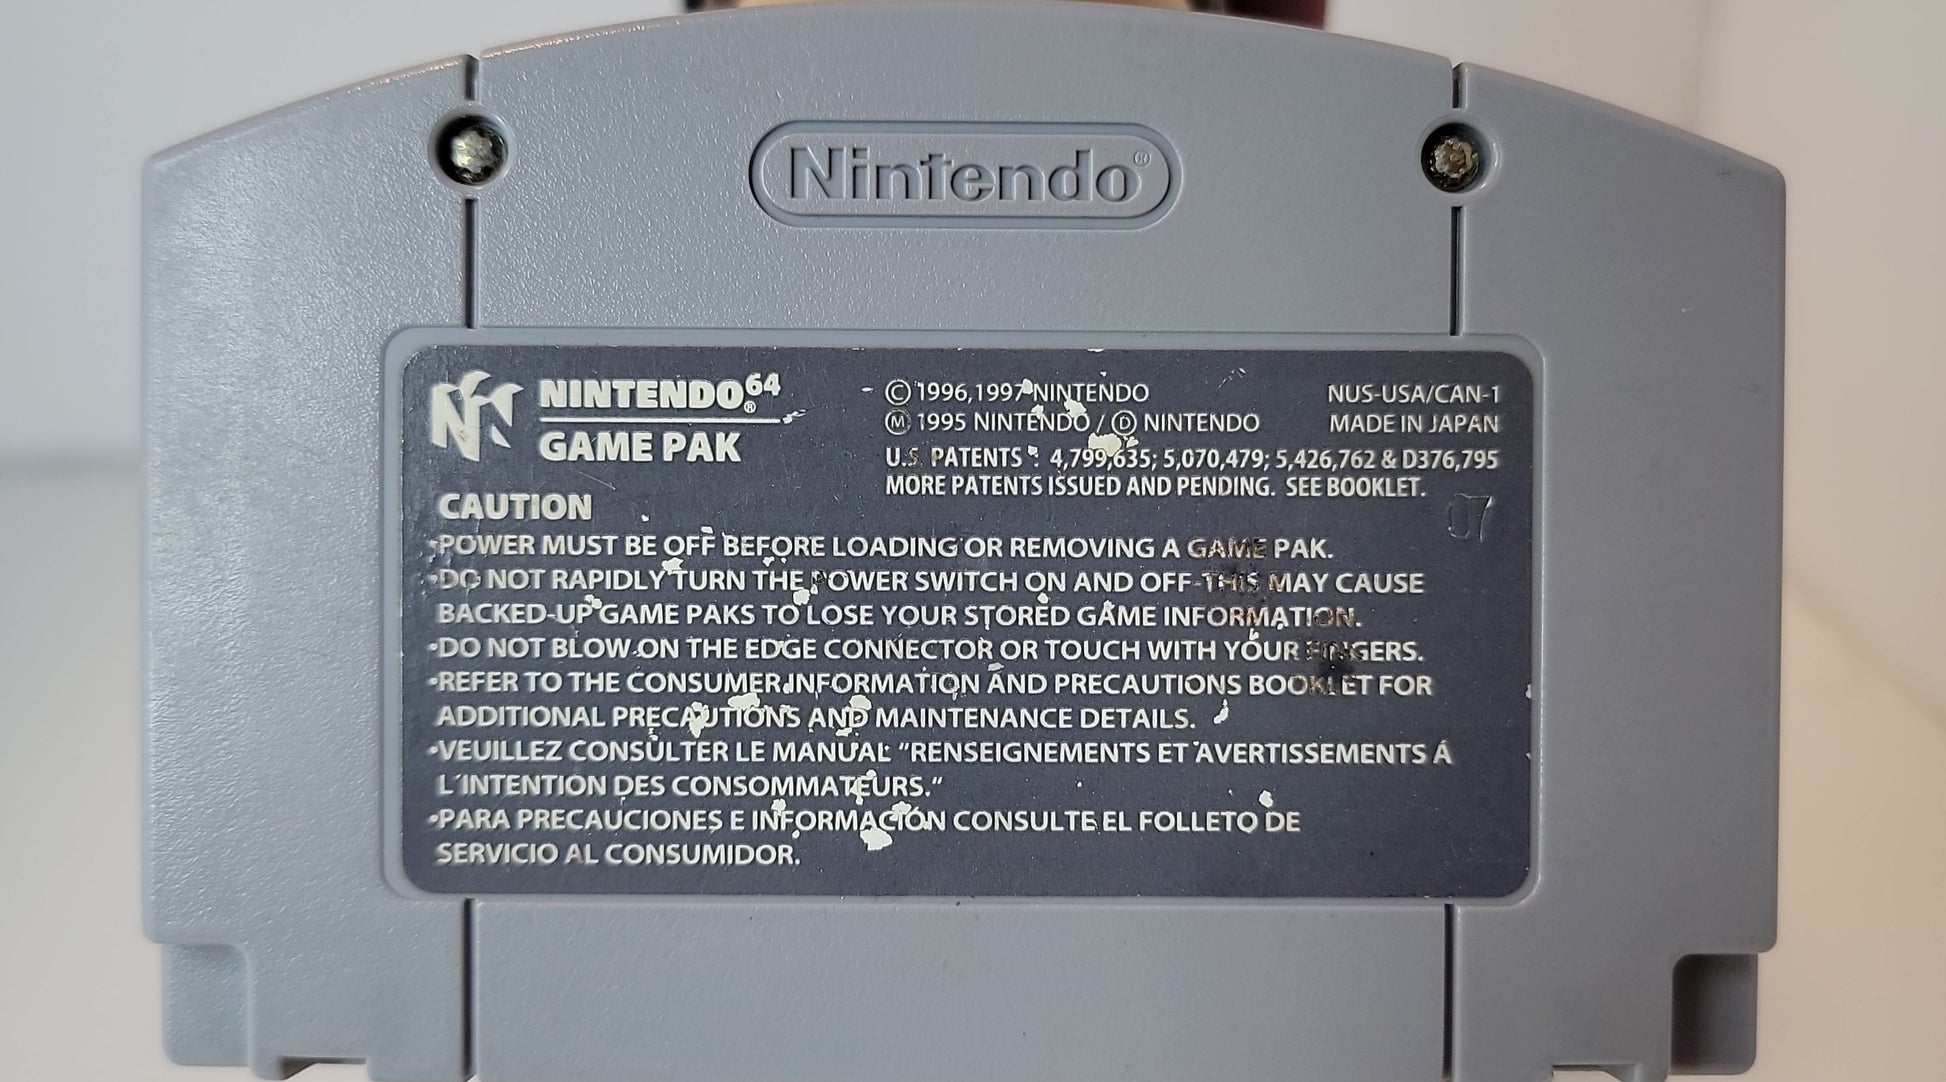 Nintendo®
NINTENDO 64®
GAME PAK
© 1996,1997 NINTENDO
Ⓜ 1995 NINTENDO / Ⓓ NINTENDO
NUS-USA/CAN-1
MADE IN JAPAN
U.S. PATENTS : 4,799,635; 5,070,479; 5,426,762 & D376,795
MORE PATENTS ISSUED AND PENDING. SEE BOOKLET.
07
CAUTION
•POWER MUST BE OFF BEFORE LOADING OR REMOVING A GAME PAK.
•DO NOT RAPIDLY TURN THE POWER SWITCH ON AND OFF-THIS MAY CAUSE
BACKED-UP GAME PAKS TO LOSE YOUR STORED GAME INFORMATION.
•DO NOT BLOW ON THE EDGE CONNECTOR OR TOUCH WITH YOUR FINGERS.
•REFER TO THE CONSUMER INFORMATION AND PRECAUTIONS BOOKLET FOR
ADDITIONAL PRECAUTIONS AND MAINTENANCE DETAILS.
•VEUILLEZ CONSULTER LE MANUAL "RENSEIGNEMENTS ET AVERTISSEMENTS Á
L´INTENTION DES CONSOMMATEURS."
•PARA PRECAUCIONES E INFORMACIÓN CONSULTE EL FOLLETO DE
SERVICIO AL CONSUMIDOR.